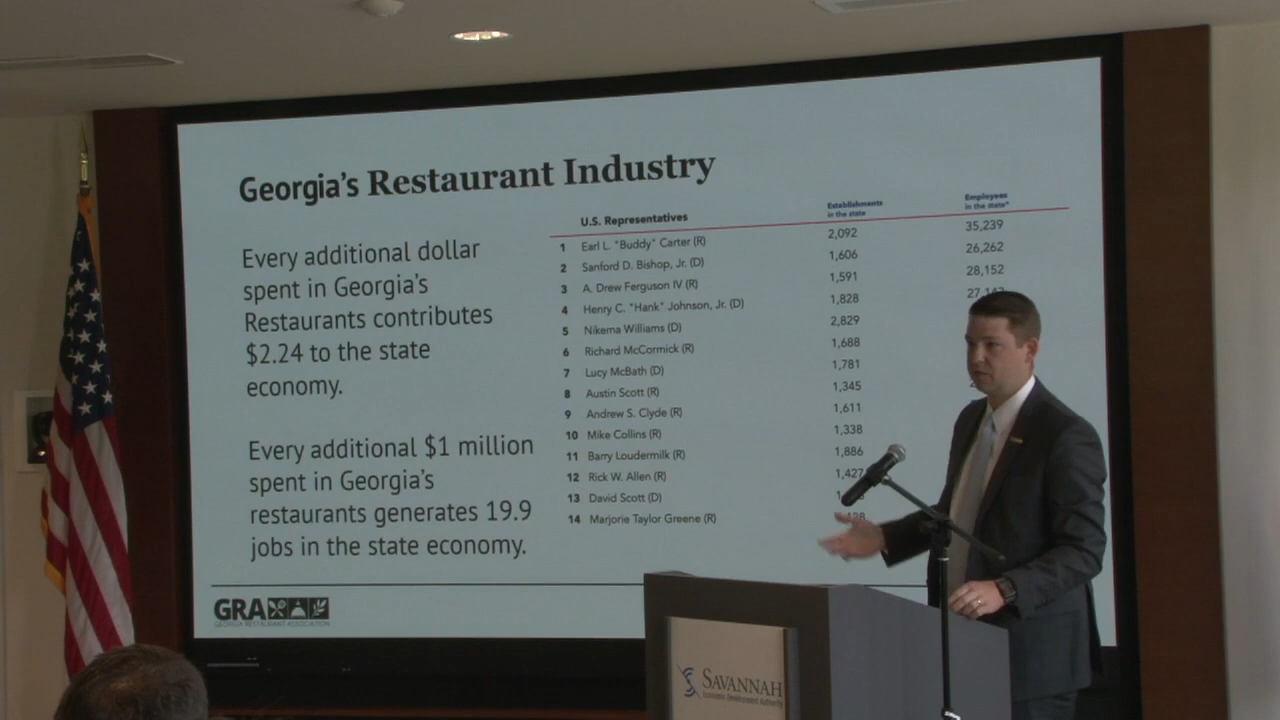 Georgia's Restaurant Industry
Every additional dollar
spent in Georgia's
Restaurants contributes
$2.24 to the state
economy.
Every additional $1 million
spent in Georgia's
restaurants generates 19.9
jobs in the state economy.
U.S. Representatives Establishments in the state Employees in the state*
1 Earl L. "Buddy" Carter (R) 2,092 35,239
2 Sanford D. Bishop, Jr. (D) 1,606 26,262
3 A. Drew Ferguson IV (R) 1,591 28,152
4 Henry C. "Hank" Johnson, Jr. (D) 1,828
5 Nikema Williams (D) 2,829
6 Richard McCormick (R) 1,688
7 Lucy McBath (D) 1,781
8 Austin Scott (R) 1,345
9 Andrew S. Clyde (R) 1,611
10 Mike Collins (R) 1,338
11 Barry Loudermilk (R) 1,886
12 Rick W. Allen (R) 1,427
13 David Scott (D)
14 Marjorie Taylor Greene (R)
GRA
GEORGIA RESTAURANT ASSOCIATION
SAVANNAH
Economic Development Authority